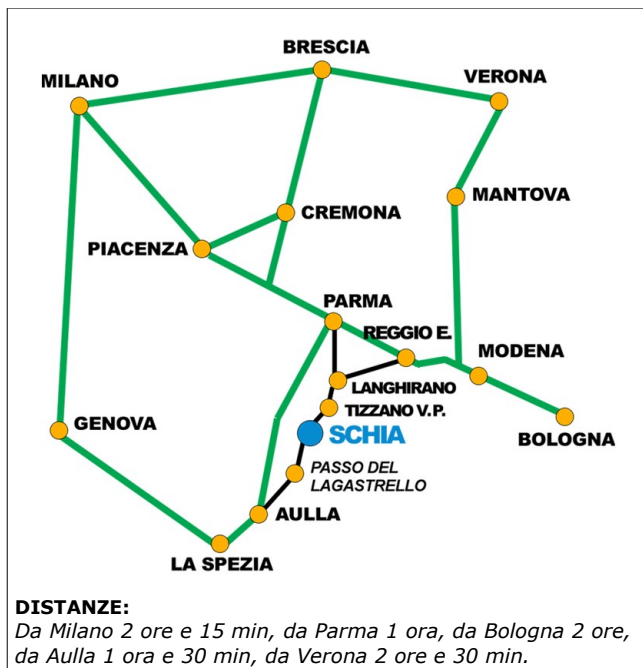 BRESCIA
MILANO
VERONA
MANTOVA
CREMONA
PIACENZA
PARMA
REGGIO E.
MODENA
LANGHIRANO
TIZZANO V.P.
GENOVA
BOLOGNA
SCHIA
PASSO DEL
LAGASTRELLO
AULLA
LA SPEZIA
DISTANZE:
Da Milano 2 ore e 15 min, da Parma 1 ora, da Bologna 2 ore,
da Aulla 1 ora e 30 min, da Verona 2 ore e 30 min.